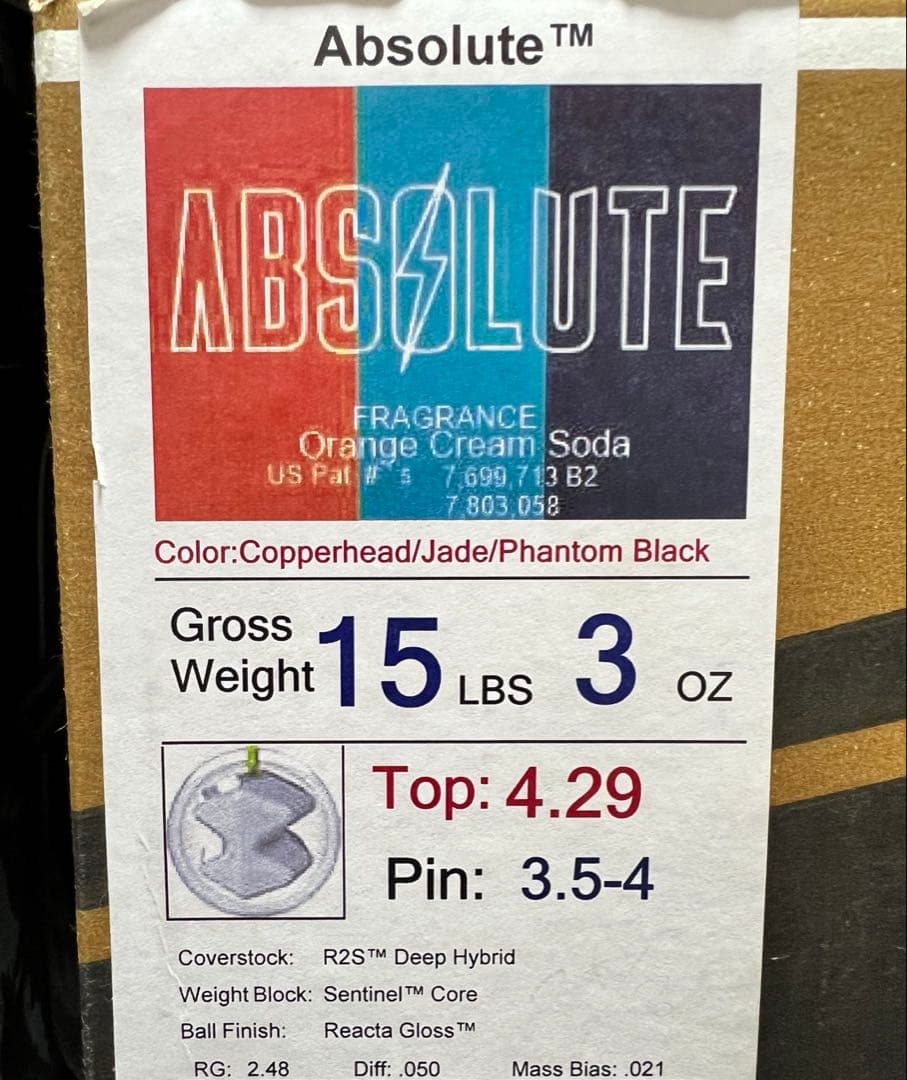 Absolute™
ABSOLUTE
FRAGRANCE
Orange Cream Soda
US Pat # s 7,699,713 B2
7,803,058
Color:Copperhead/Jade/Phantom Black
Gross Weight 15 LBS 3 OZ
Top: 4.29
Pin: 3.5-4
Coverstock: R2S™ Deep Hybrid
Weight Block: Sentinel™ Core
Ball Finish: Reacta Gloss™
RG: 2.48 Diff: .050 Mass Bias: .021